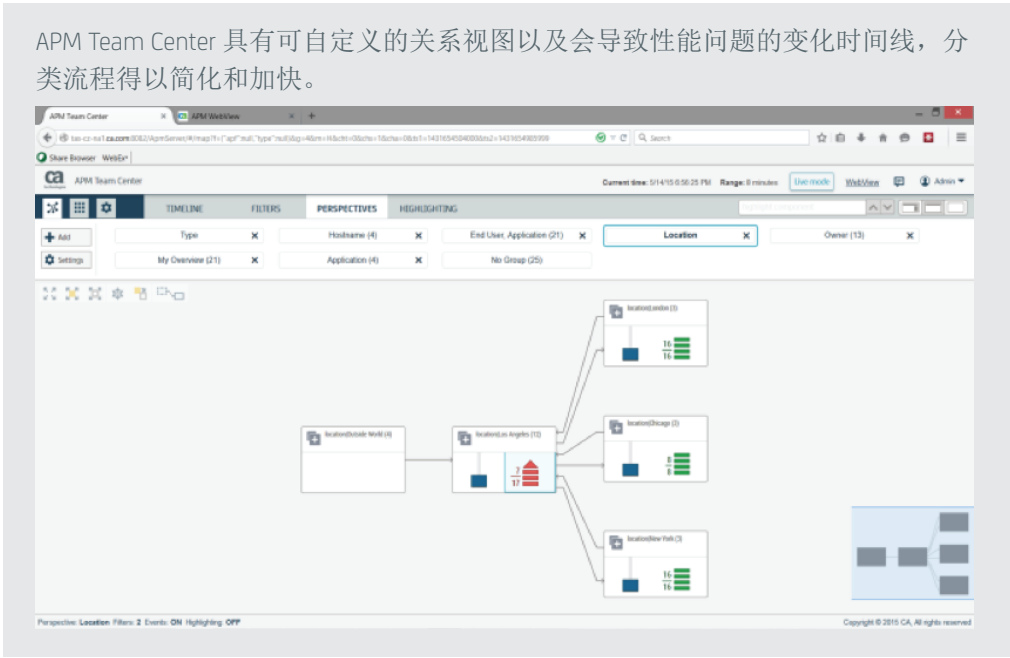 APM Team Center 具有可自定义的关系视图以及会导致性能问题的变化时间线，分
类流程得以简化和加快。
APM Team Center
APM WebView
Search
Share Browser WebEx
ca
APM Team Center
Current time: 5/14/15 0:56:25 PM Range: 8 minutes Live mode WebView Admin
TIMELINE FILTERS PERSPECTIVES HIGHLIGHTING
Add Type Hostname (4) End User, Application (21) Location Owner (13)
Settings My Overview (21) Application (4) No Group (25)
location|London (3)
16
16
location|Outside World (4)
location|Los Angeles (12)
7
17
location|Chicago (2)
8
8
location|New York (3)
16
16
Perspective: Location Filters: 2 Events: ON Highlighting: OFF
Copyright © 2015 CA, All rights reserved